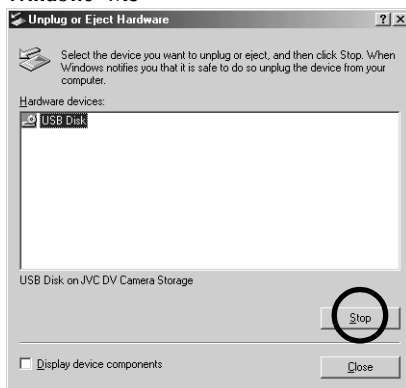 Unplug or Eject Hardware
Select the device you want to unplug or eject, and then click Stop. When
Windows notifies you that it is safe to do so unplug the device from your
computer.
Hardware devices:
USB Disk
USB Disk on JVC DV Camera Storage
Stop
Display device components
Close